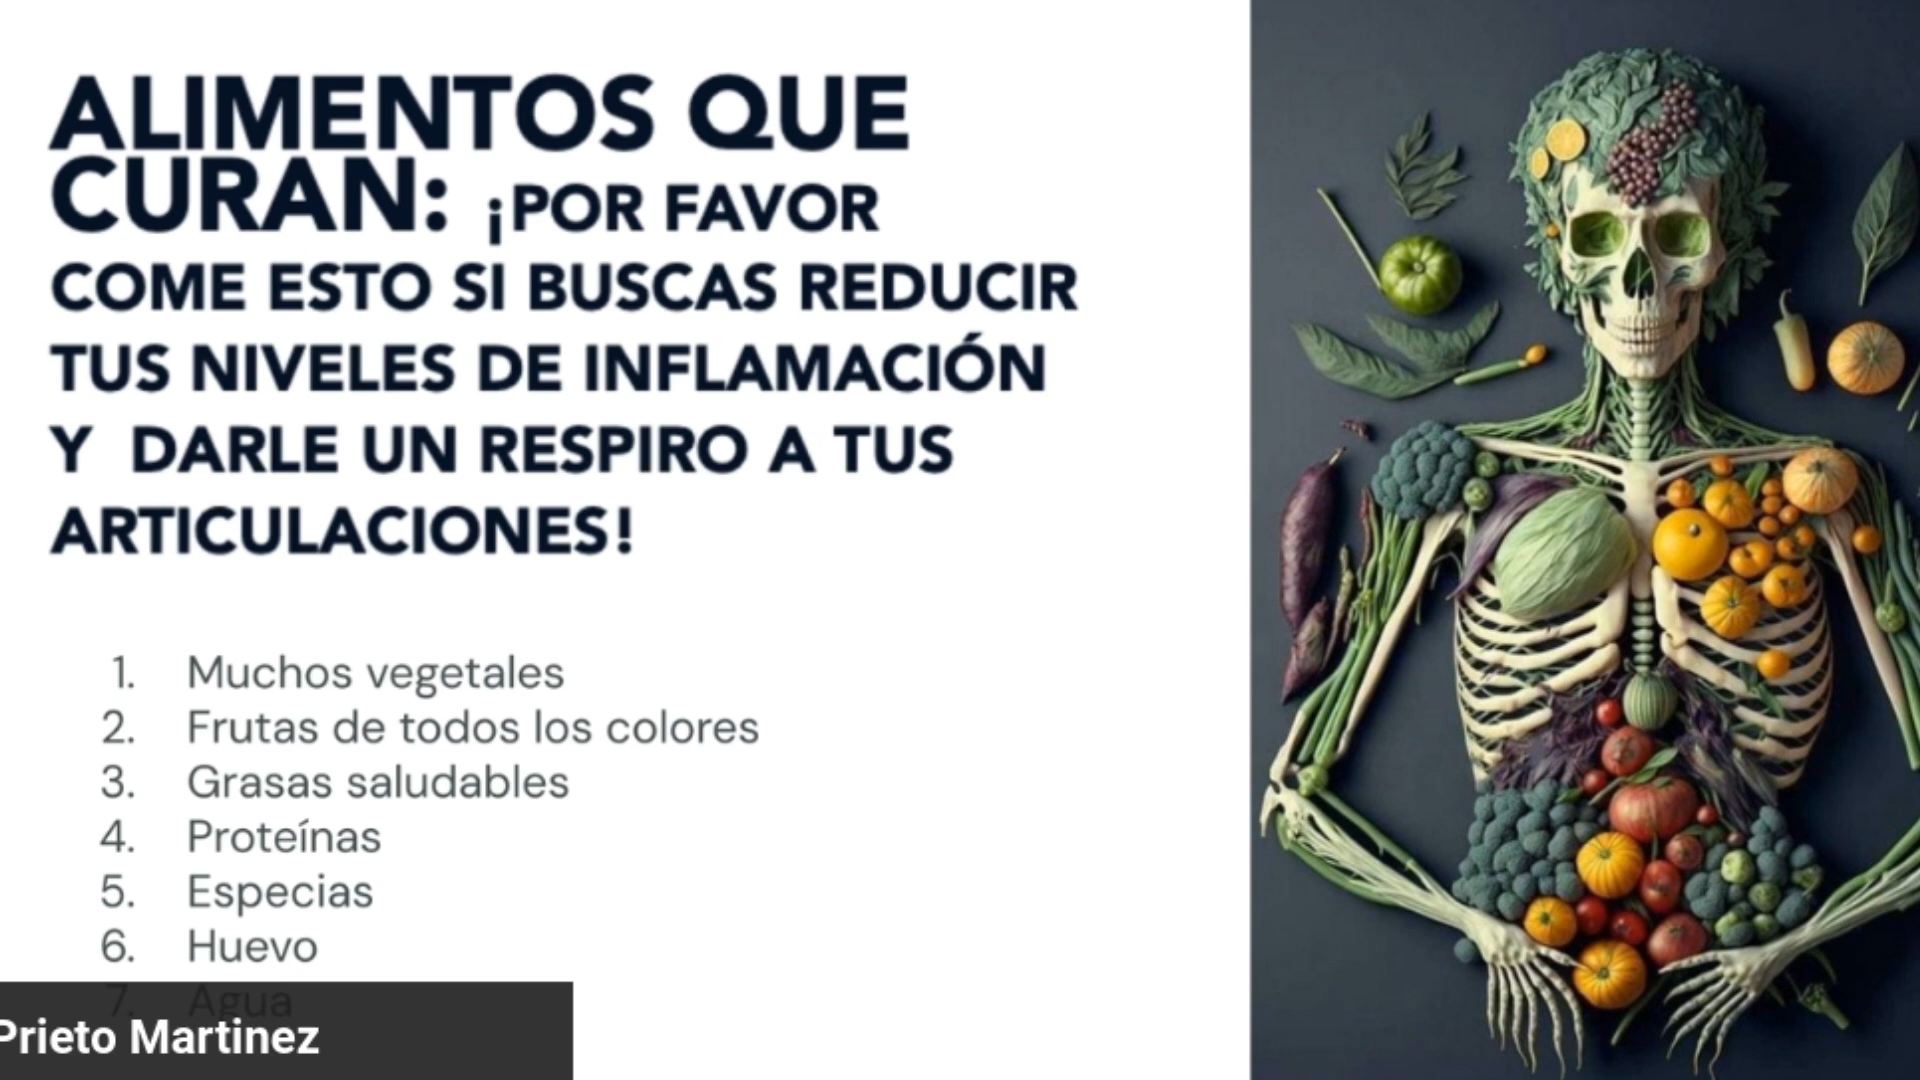 ALIMENTOS QUE
CURAN: ¡POR FAVOR
COME ESTO SI BUSCAS REDUCIR
TUS NIVELES DE INFLAMACIÓN
Y DARLE UN RESPIRO A TUS
ARTICULACIONES!
1. Muchos vegetales
2. Frutas de todos los colores
3. Grasas saludables
4. Proteínas
5. Especias
6. Huevo
7. Agua
Prieto Martinez